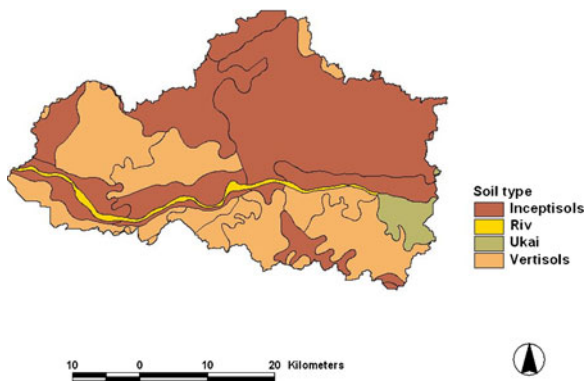 Soil type
Inceptisols
Riv
Ukai
Vertisols
10 0 10 20 Kilometers